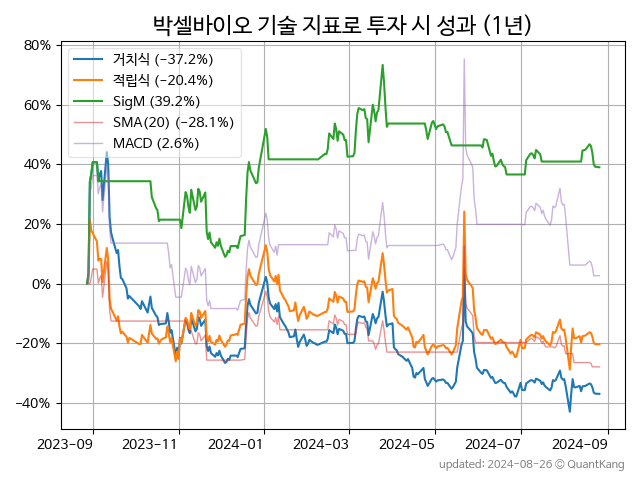 박셀바이오 기술 지표로 투자 시 성과 (1년)
80%
60%
40%
20%
0%
−20%
−40%
거치식 (−37.2%)
적립식 (−20.4%)
SigM (39.2%)
SMA(20) (−28.1%)
MACD (2.6%)
2023-09
2023-11
2024-01
2024-03
2024-05
2024-07
2024-09
updated: 2024-08-26 © QuantKang